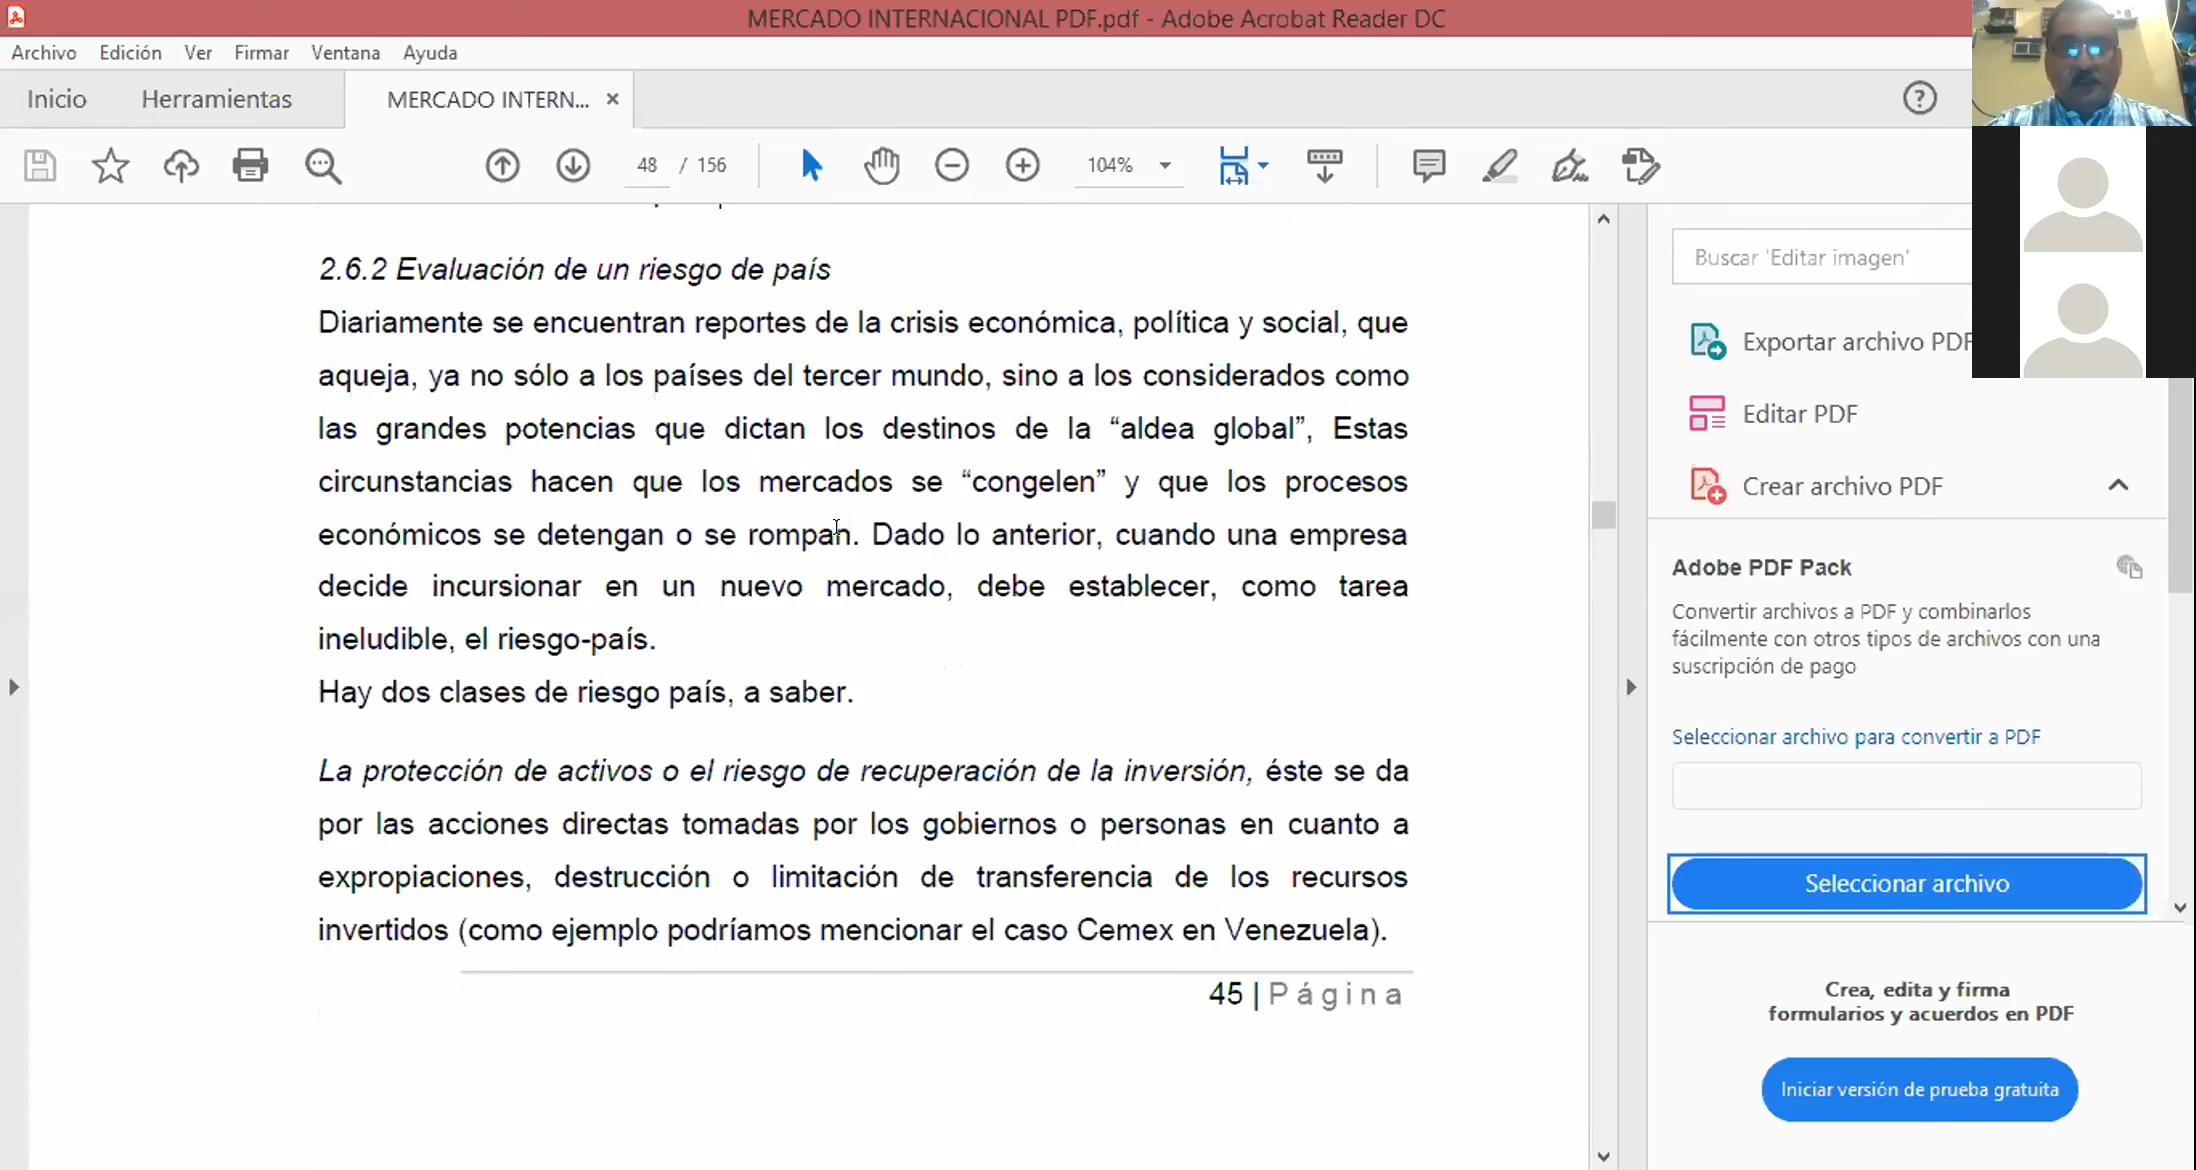 MERCADO INTERNACIONAL PDF.pdf - Adobe Acrobat Reader DC
Archivo Edición Ver Firmar Ventana Ayuda
Inicio Herramientas MERCADO INTERN... ×
48 / 156 104%
2.6.2 Evaluación de un riesgo de país
Diariamente se encuentran reportes de la crisis económica, política y social, que
aqueja, ya no sólo a los países del tercer mundo, sino a los considerados como
las grandes potencias que dictan los destinos de la “aldea global”, Estas
circunstancias hacen que los mercados se “congelen” y que los procesos
económicos se detengan o se rompan. Dado lo anterior, cuando una empresa
decide incursionar en un nuevo mercado, debe establecer, como tarea
ineludible, el riesgo-país.
Hay dos clases de riesgo país, a saber.
La protección de activos o el riesgo de recuperación de la inversión, éste se da
por las acciones directas tomadas por los gobiernos o personas en cuanto a
expropiaciones, destrucción o limitación de transferencia de los recursos
invertidos (como ejemplo podríamos mencionar el caso Cemex en Venezuela).
45 | Página
Buscar 'Editar imagen'
Exportar archivo PDF
Editar PDF
Crear archivo PDF
Adobe PDF Pack
Convertir archivos a PDF y combinarlos
fácilmente con otros tipos de archivos con una
suscripción de pago
Seleccionar archivo para convertir a PDF
Seleccionar archivo
Crea, edita y firma
formularios y acuerdos en PDF
Iniciar versión de prueba gratuita